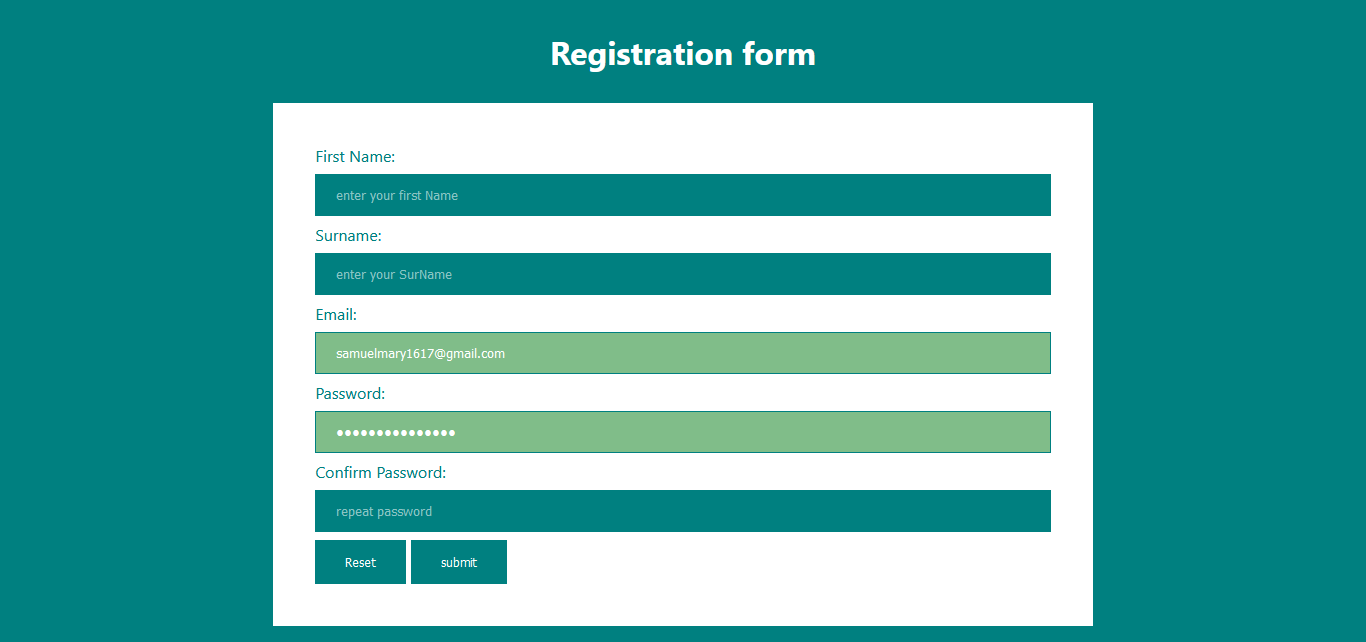 Registration form
First Name:
enter your first Name
Surname:
enter your SurName
Email:
samuelmary1617@gmail.com
Password:
●●●●●●●●●●●●●●●
Confirm Password:
repeat password
Reset submit